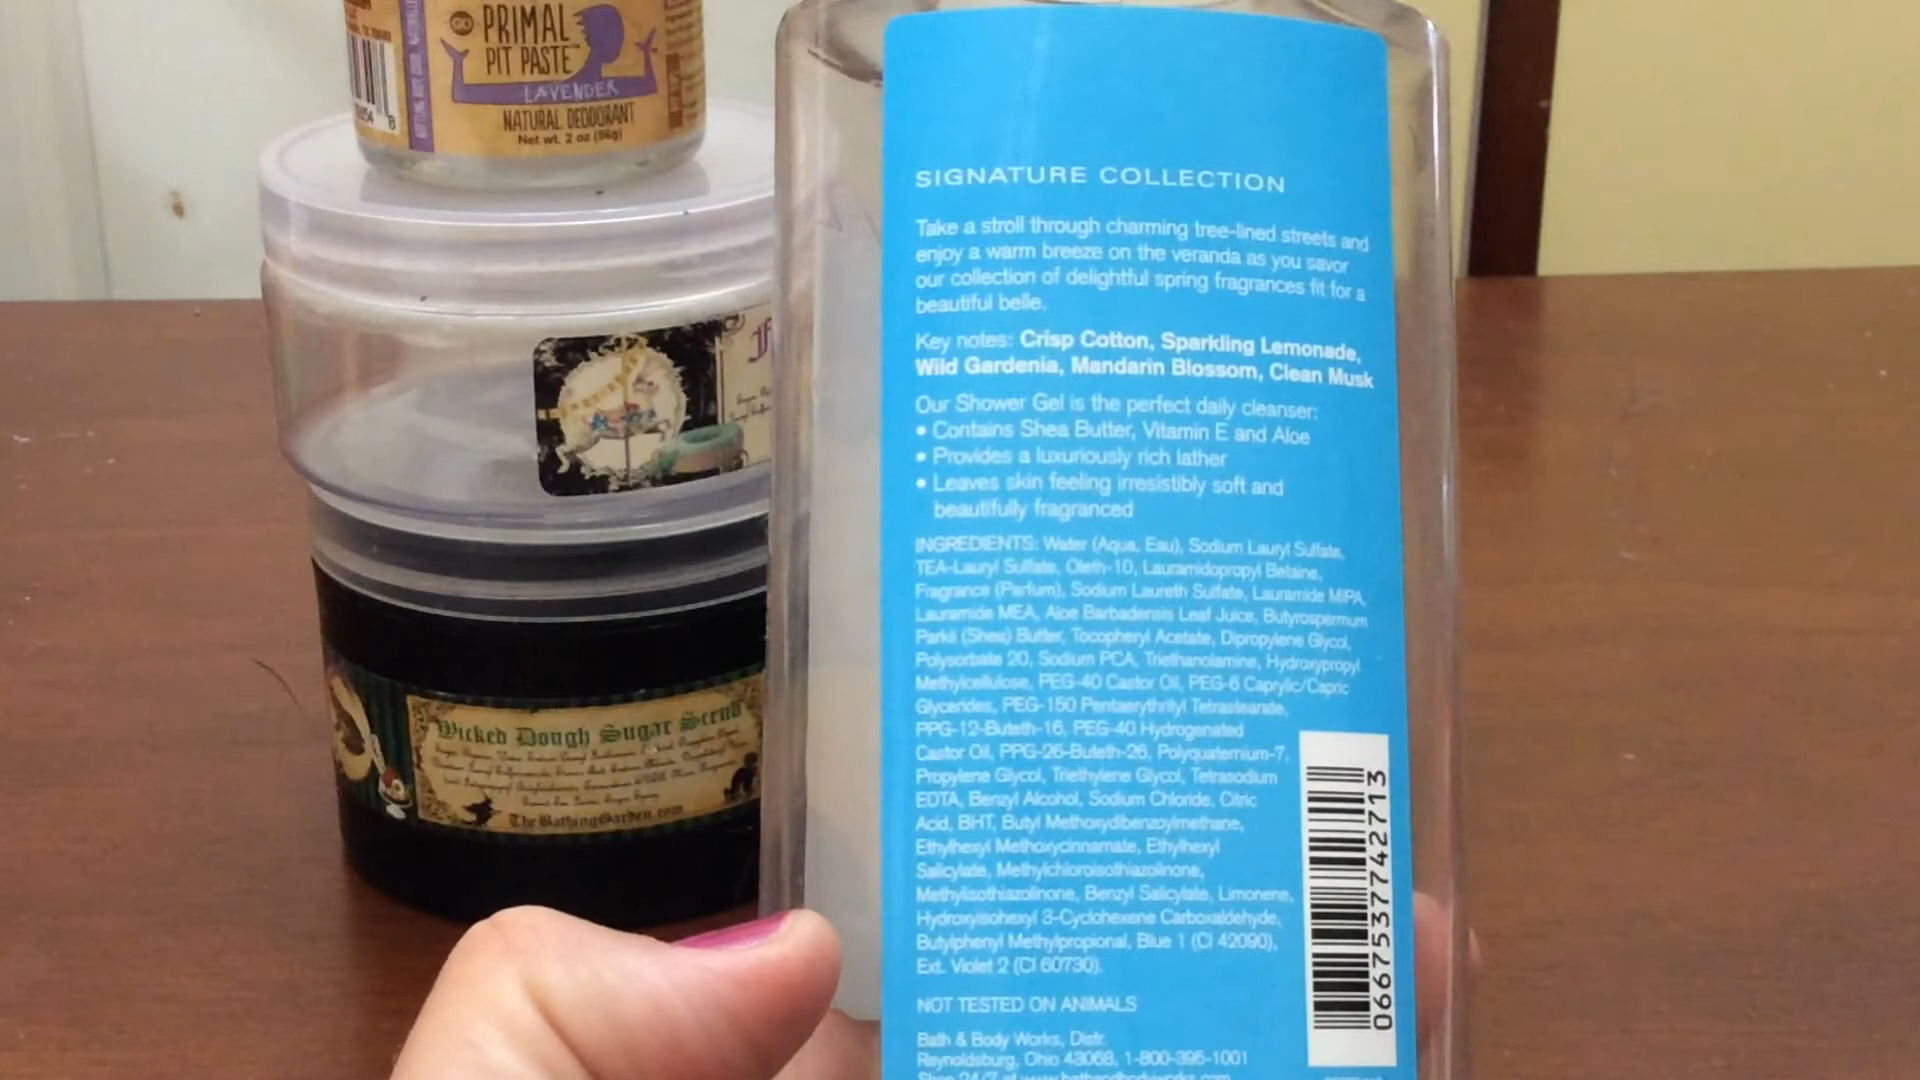 PRIMAL
PIT PASTE
LAVENDER
NATURAL DEODORANT
Net wt. 2 oz (56g)
Wicked Dough Sugar Scrub
TheBathingGarden.com
SIGNATURE COLLECTION
Take a stroll through charming tree-lined streets and
enjoy a warm breeze on the veranda as you savor
our collection of delightful spring fragrances fit for a
beautiful belle.
Key notes: Crisp Cotton, Sparkling Lemonade,
Wild Gardenia, Mandarin Blossom, Clean Musk
Our Shower Gel is the perfect daily cleanser:
• Contains Shea Butter, Vitamin E and Aloe
• Provides a luxuriously rich lather
• Leaves skin feeling irresistibly soft and
beautifully fragranced
INGREDIENTS: Water (Aqua, Eau), Sodium Lauryl Sulfate,
TEA-Lauryl Sulfate, Oleth-10, Lauramidopropyl Betaine,
Fragrance (Parfum), Sodium Laureth Sulfate, Lauramide MIPA,
Lauramide MEA, Aloe Barbadensis Leaf Juice, Butyrospermum
Parkii (Shea) Butter, Tocopheryl Acetate, Dipropylene Glycol,
Polysorbate 20, Sodium PCA, Triethanolamine, Hydroxypropyl
Methylcellulose, PEG-40 Castor Oil, PEG-6 Caprylic/Capric
Glycerides, PEG-150 Pentaerythrityl Tetrastearate,
PPG-12-Buteth-16, PEG-40 Hydrogenated
Castor Oil, PPG-26-Buteth-26, Polyquaternium-7,
Propylene Glycol, Triethylene Glycol, Tetrasodium
EDTA, Benzyl Alcohol, Sodium Chloride, Citric
Acid, BHT, Butyl Methoxydibenzoylmethane,
Ethylhexyl Methoxycinnamate, Ethylhexyl
Salicylate, Methylchloroisothiazolinone,
Methylisothiazolinone, Benzyl Salicylate, Limonene,
Hydroxyisohexyl 3-Cyclohexene Carboxaldehyde,
Butylphenyl Methylpropional, Blue 1 (CI 42090),
Ext. Violet 2 (CI 60730).
NOT TESTED ON ANIMALS
Bath & Body Works, Distr.
Reynoldsburg, Ohio 43068, 1-800-395-1001
Shop 24/7 at www.bathandbodyworks.com
0667537742713